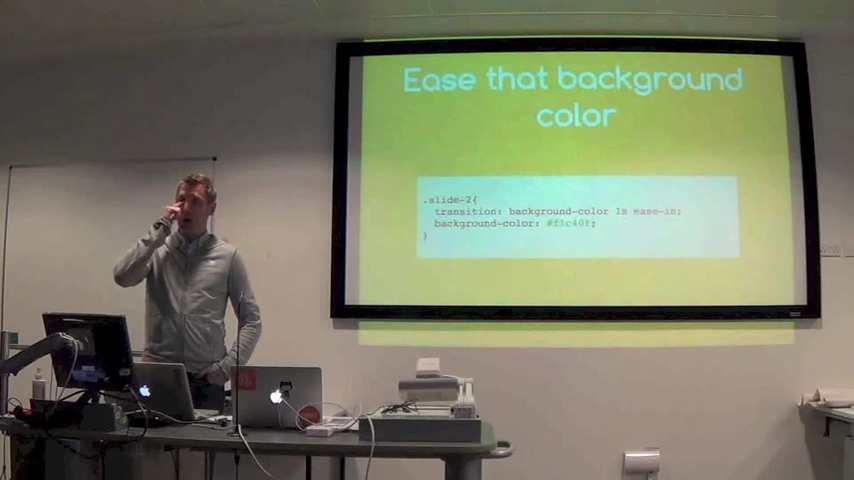 Ease that background
color
.slide-2{
transition: background-color 1s ease-in;
background-color: #f1c40f;
}